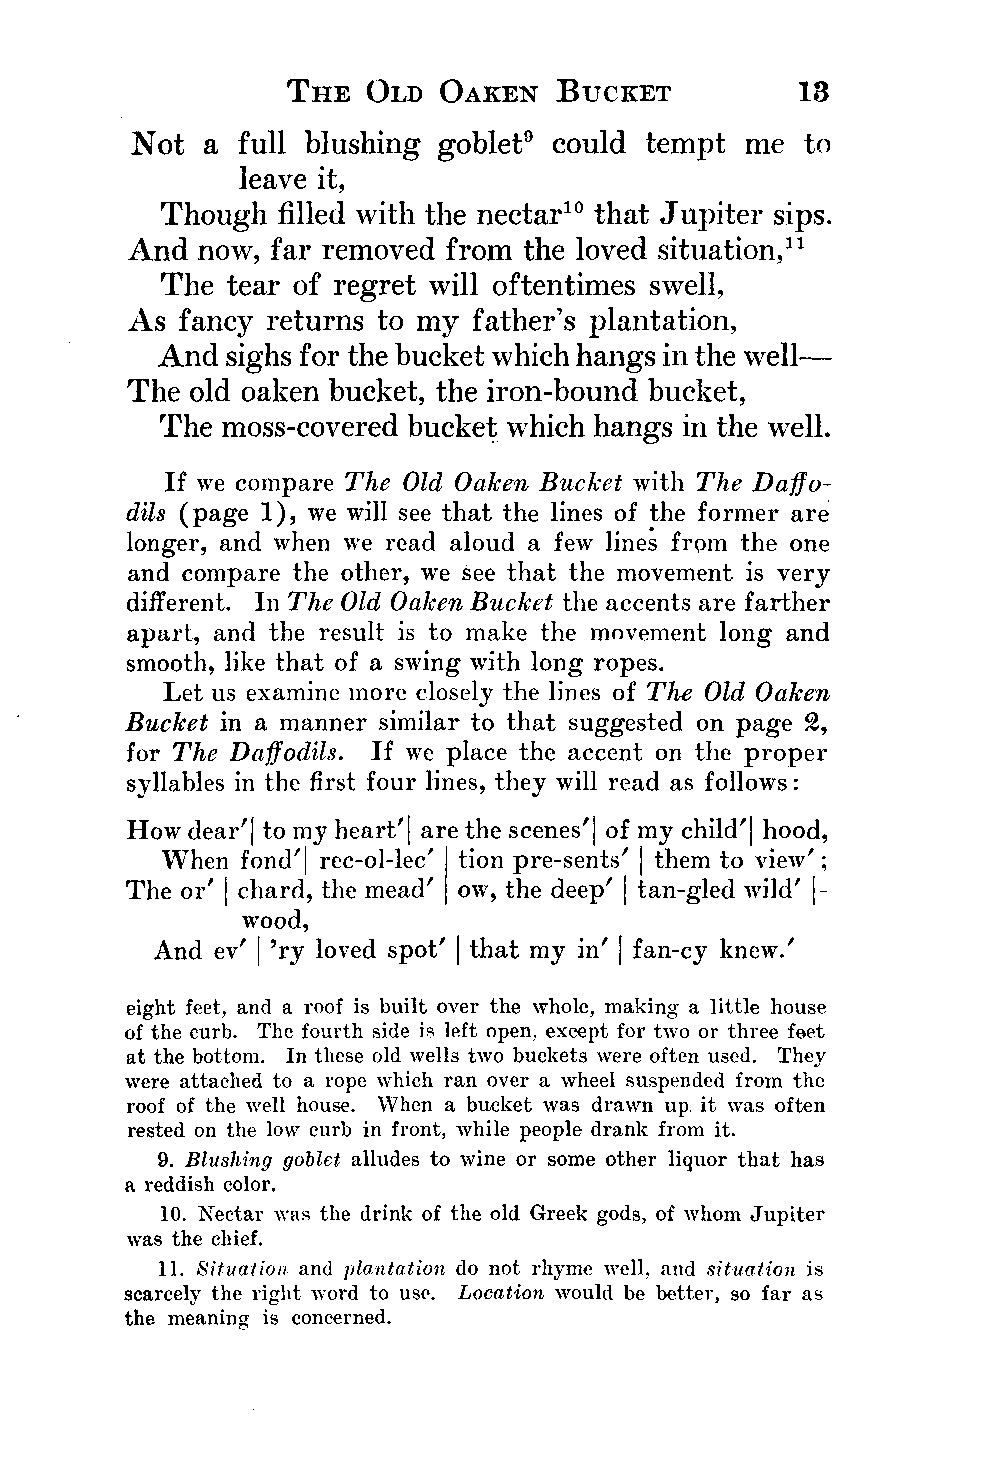 THE OLD OAKEN BUCKET 13
Not a full blushing goblet⁹ could tempt me to
leave it,
Though filled with the nectar¹⁰ that Jupiter sips.
And now, far removed from the loved situation,¹¹
The tear of regret will oftentimes swell,
As fancy returns to my father's plantation,
And sighs for the bucket which hangs in the well—
The old oaken bucket, the iron-bound bucket,
The moss-covered bucket which hangs in the well.
If we compare The Old Oaken Bucket with The Daffo-
dils (page 1), we will see that the lines of the former are
longer, and when we read aloud a few lines from the one
and compare the other, we see that the movement is very
different. In The Old Oaken Bucket the accents are farther
apart, and the result is to make the movement long and
smooth, like that of a swing with long ropes.
Let us examine more closely the lines of The Old Oaken
Bucket in a manner similar to that suggested on page 2,
for The Daffodils. If we place the accent on the proper
syllables in the first four lines, they will read as follows:
How dear′| to my heart′| are the scenes′| of my child′| hood,
When fond′| rec-ol-lec′ | tion pre-sents′ | them to view′;
The or′ | chard, the mead′ | ow, the deep′ | tan-gled wild′ |-
wood,
And ev′ | 'ry loved spot′ | that my in′ | fan-cy knew.′
eight feet, and a roof is built over the whole, making a little house
of the curb. The fourth side is left open, except for two or three feet
at the bottom. In these old wells two buckets were often used. They
were attached to a rope which ran over a wheel suspended from the
roof of the well house. When a bucket was drawn up. it was often
rested on the low curb in front, while people drank from it.
9. Blushing goblet alludes to wine or some other liquor that has
a reddish color.
10. Nectar was the drink of the old Greek gods, of whom Jupiter
was the chief.
11. Situation and plantation do not rhyme well, and situation is
scarcely the right word to use. Location would be better, so far as
the meaning is concerned.